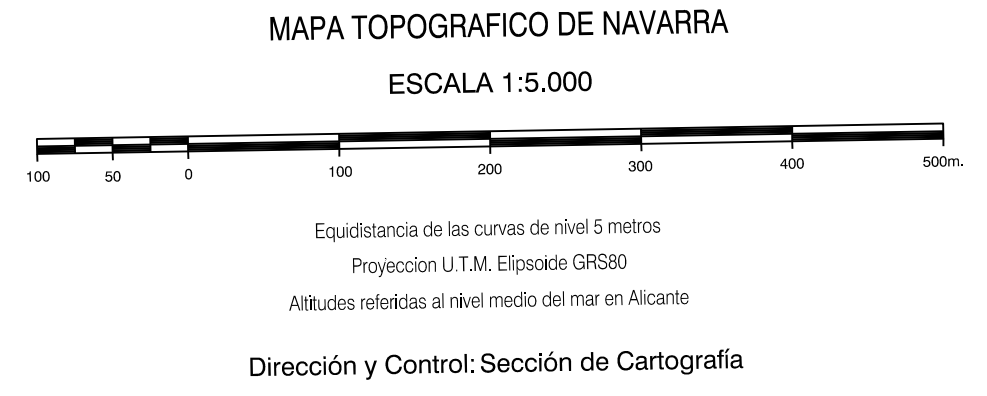 MAPA TOPOGRAFICO DE NAVARRA
ESCALA 1:5.000
100 50 0 100 200 300 400 500m.
Equidistancia de las curvas de nivel 5 metros
Proyeccion U.T.M. Elipsoide GRS80
Altitudes referidas al nivel medio del mar en Alicante
Dirección y Control: Sección de Cartografía